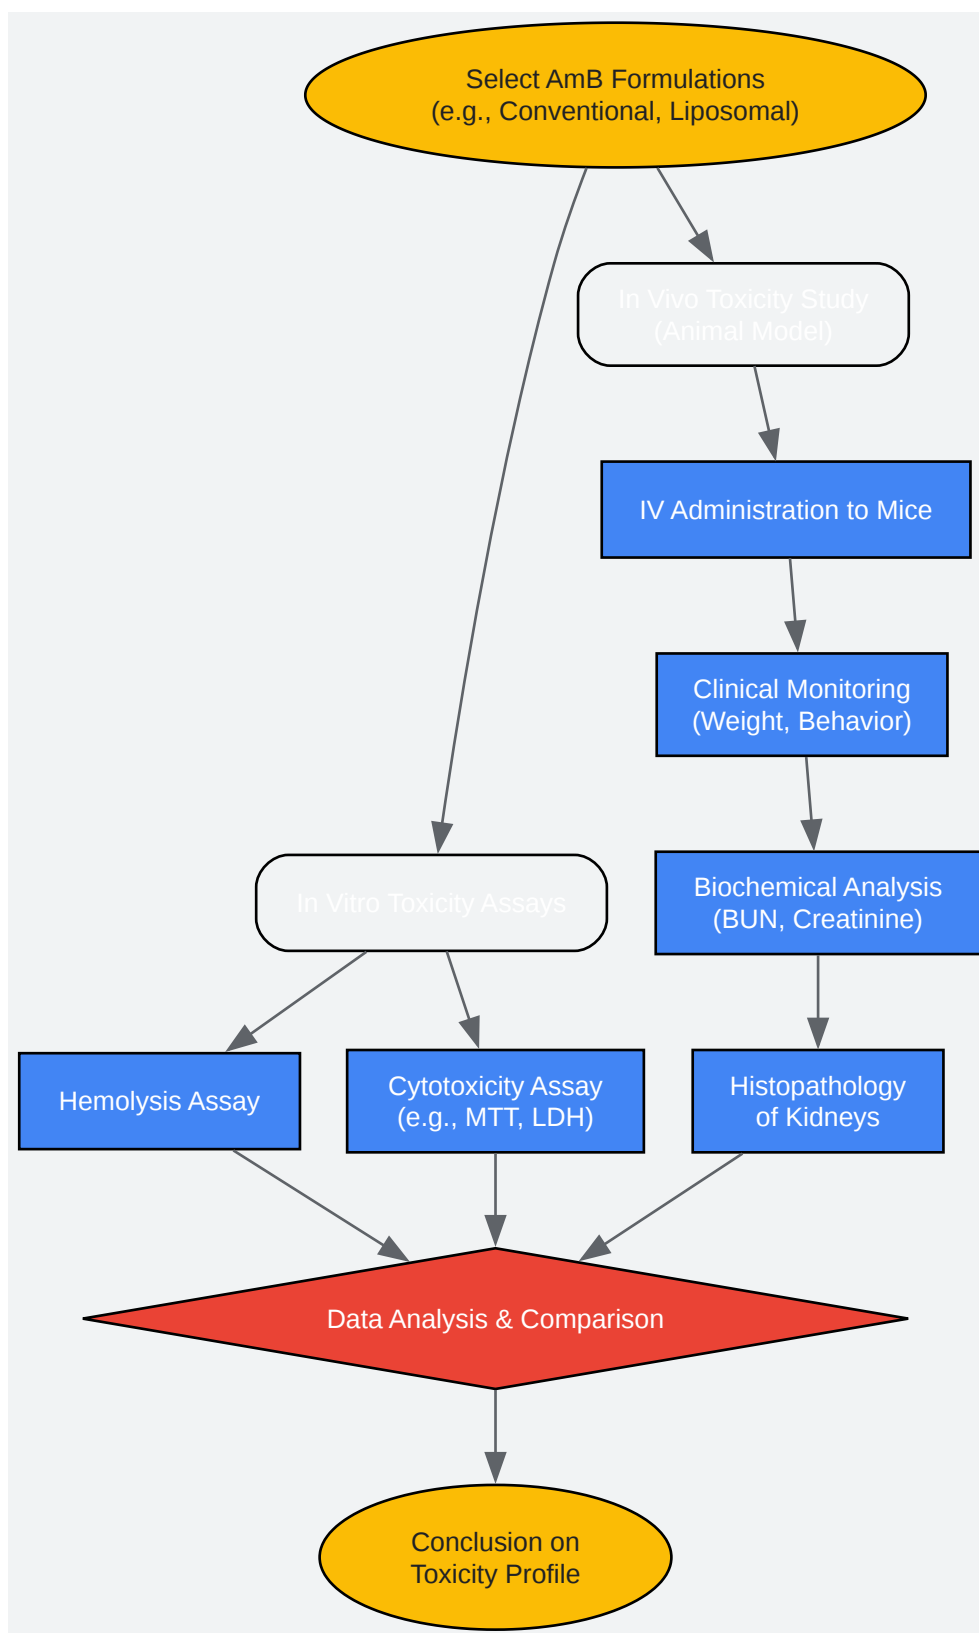 Select AmB Formulations
(e.g., Conventional, Liposomal)
In Vivo Toxicity Study
(Animal Model)
IV Administration to Mice
Clinical Monitoring
(Weight, Behavior)
In Vitro Toxicity Assays
Biochemical Analysis
(BUN, Creatinine)
Hemolysis Assay
Cytotoxicity Assay
(e.g., MTT, LDH)
Histopathology
of Kidneys
Data Analysis & Comparison
Conclusion on
Toxicity Profile